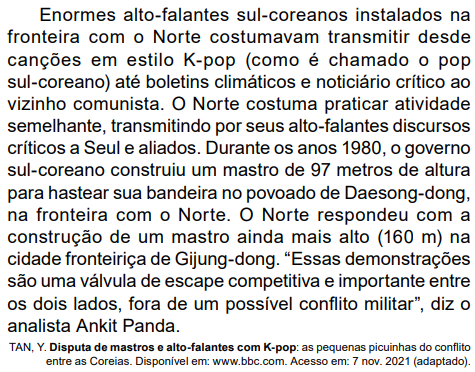 Enormes alto-falantes sul-coreanos instalados na
fronteira com o Norte costumavam transmitir desde
canções em estilo K-pop (como é chamado o pop
sul-coreano) até boletins climáticos e noticiário crítico ao
vizinho comunista. O Norte costuma praticar atividade
semelhante, transmitindo por seus alto-falantes discursos
críticos a Seul e aliados. Durante os anos 1980, o governo
sul-coreano construiu um mastro de 97 metros de altura
para hastear sua bandeira no povoado de Daesong-dong,
na fronteira com o Norte. O Norte respondeu com a
construção de um mastro ainda mais alto (160 m) na
cidade fronteiriça de Gijung-dong. “Essas demonstrações
são uma válvula de escape competitiva e importante entre
os dois lados, fora de um possível conflito militar”, diz o
analista Ankit Panda.
TAN, Y. Disputa de mastros e alto-falantes com K-pop: as pequenas picuinhas do conflito
entre as Coreias. Disponível em: www.bbc.com. Acesso em: 7 nov. 2021 (adaptado).